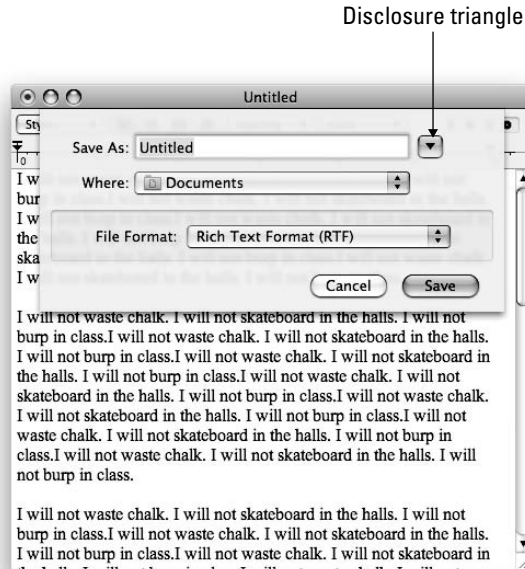 Disclosure triangle
Untitled
Sty
Save As: Untitled
0
Where: Documents
I w
bur
I w
the
File Format: Rich Text Format (RTF)
ska
I w
Cancel Save
I will not waste chalk. I will not skateboard in the halls. I will not
burp in class.I will not waste chalk. I will not skateboard in the halls.
I will not burp in class.I will not waste chalk. I will not skateboard in
the halls. I will not burp in class.I will not waste chalk. I will not
skateboard in the halls. I will not burp in class.I will not waste chalk.
I will not skateboard in the halls. I will not burp in class.I will not
waste chalk. I will not skateboard in the halls. I will not burp in
class.I will not waste chalk. I will not skateboard in the halls. I will
not burp in class.
I will not waste chalk. I will not skateboard in the halls. I will not
burp in class.I will not waste chalk. I will not skateboard in the halls.
I will not burp in class.I will not waste chalk. I will not skateboard in